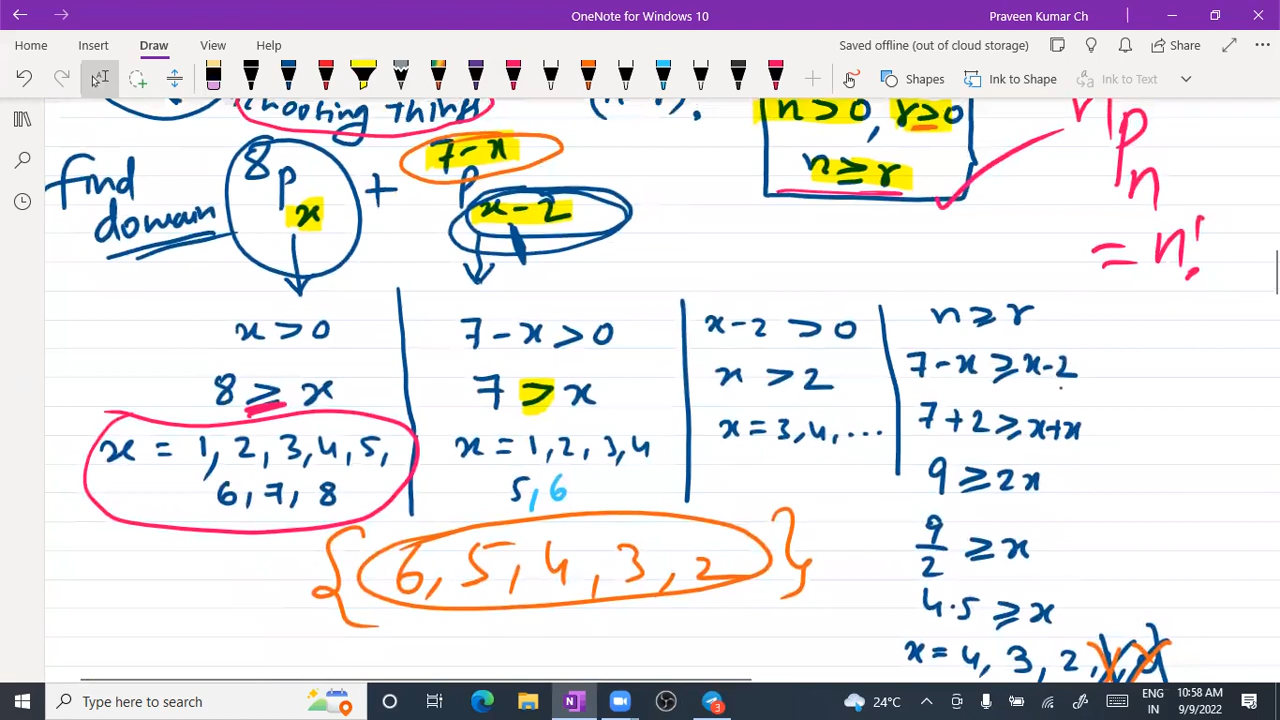 OneNote for Windows 10
Praveen Kumar Ch
Home Insert Draw View Help
Saved offline (out of cloud storage)
Share
Shapes
Ink to Shape
Ink to Text
choosing things
n>0, r>0
n≥r
find domain
8 P x + 7-x P x-2
P n
= n!
x > 0
8 ≥ x
x = 1, 2, 3, 4, 5,
6, 7, 8
7 - x > 0
7 > x
x = 1, 2, 3, 4
5, 6
x-2 > 0
x > 2
x = 3, 4, ...
n ≥ r
7-x ≥ x-2
7+2 ≥ x+x
9 ≥ 2x
9/2 ≥ x
4.5 ≥ x
x = 4, 3, 2,
{6, 5, 4, 3, 2}
Type here to search
3
24°C
ENG
IN
10:58 AM
9/9/2022